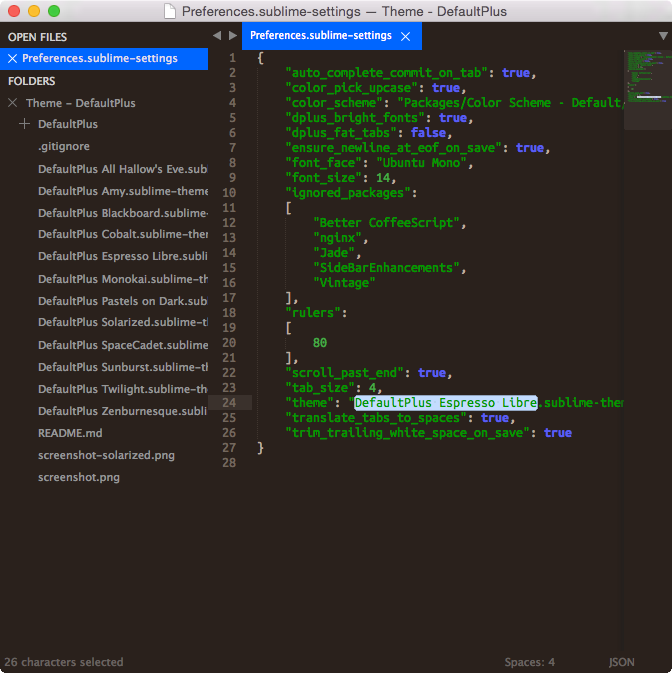 Preferences.sublime-settings — Theme - DefaultPlus
OPEN FILES
Preferences.sublime-settings
FOLDERS
Theme - DefaultPlus
DefaultPlus
.gitignore
DefaultPlus All Hallow's Eve.sub
DefaultPlus Amy.sublime-theme
DefaultPlus Blackboard.sublime-
DefaultPlus Cobalt.sublime-them
DefaultPlus Espresso Libre.subli
DefaultPlus Monokai.sublime-the
DefaultPlus Pastels on Dark.subl
DefaultPlus Solarized.sublime-th
DefaultPlus SpaceCadet.sublime
DefaultPlus Sunburst.sublime-the
DefaultPlus Twilight.sublime-the
DefaultPlus Zenburnesque.subli
README.md
screenshot-solarized.png
screenshot.png
Preferences.sublime-settings
1 {
2 "auto_complete_commit_on_tab": true,
3 "color_pick_upcase": true,
4 "color_scheme": "Packages/Color Scheme - Default/
5 "dplus_bright_fonts": true,
6 "dplus_fat_tabs": false,
7 "ensure_newline_at_eof_on_save": true,
8 "font_face": "Ubuntu Mono",
9 "font_size": 14,
10 "ignored_packages":
11 [
12 "Better CoffeeScript",
13 "nginx",
14 "Jade",
15 "SideBarEnhancements",
16 "Vintage"
17 ],
18 "rulers":
19 [
20 80
21 ],
22 "scroll_past_end": true,
23 "tab_size": 4,
24 "theme": "DefaultPlus Espresso Libre.sublime-them
25 "translate_tabs_to_spaces": true,
26 "trim_trailing_white_space_on_save": true
27 }
28
26 characters selected
Spaces: 4
JSON